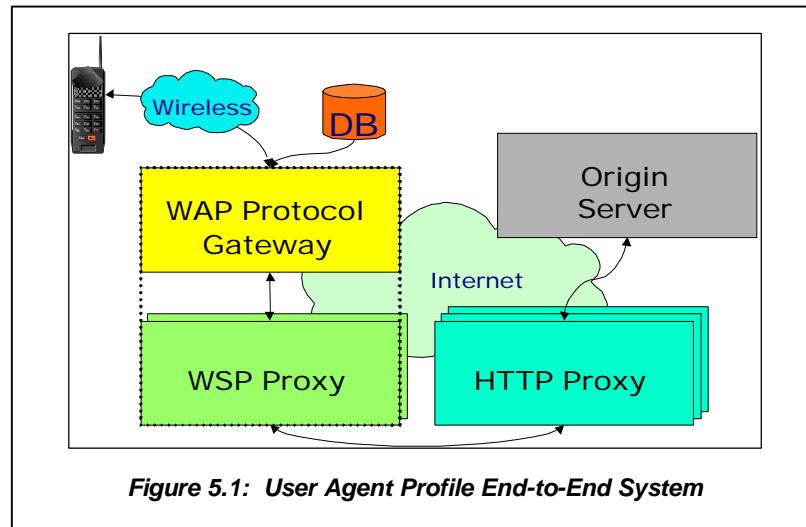 Wireless
DB
WAP Protocol
Gateway
Origin
Server
Internet
WSP Proxy
HTTP Proxy
Figure 5.1: User Agent Profile End-to-End System